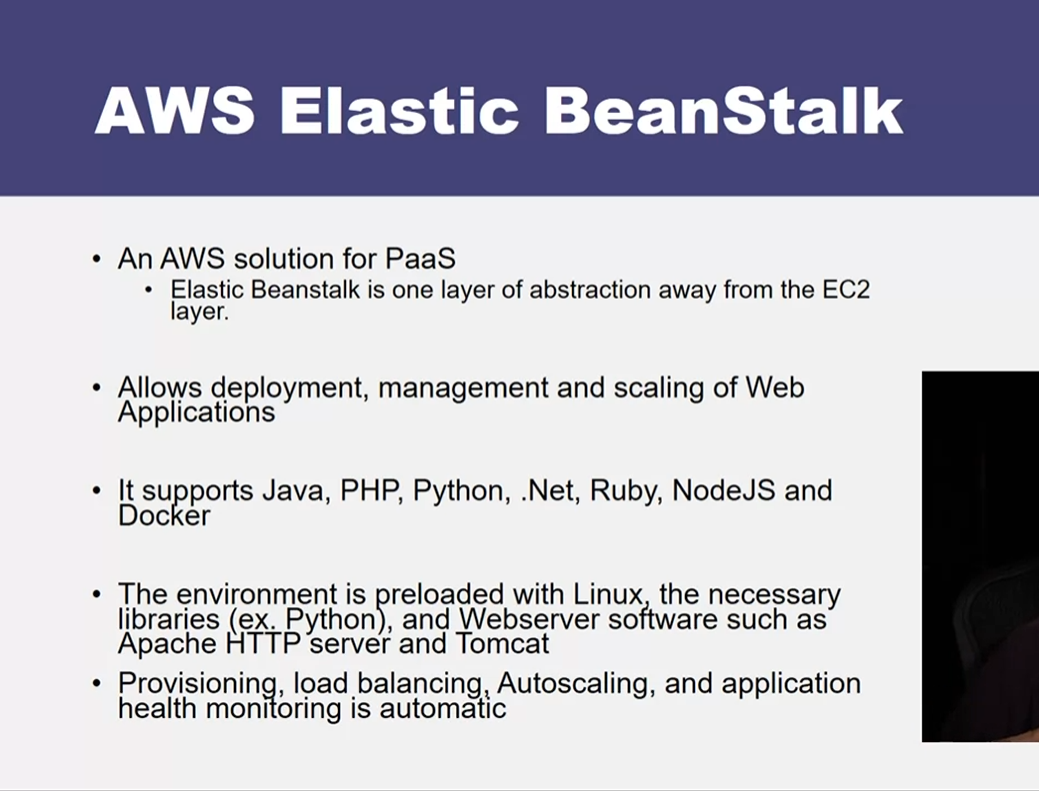 AWS Elastic BeanStalk
• An AWS solution for PaaS
• Elastic Beanstalk is one layer of abstraction away from the EC2
layer.
• Allows deployment, management and scaling of Web
Applications
• It supports Java, PHP, Python, .Net, Ruby, NodeJS and
Docker
• The environment is preloaded with Linux, the necessary
libraries (ex. Python), and Webserver software such as
Apache HTTP server and Tomcat
• Provisioning, load balancing, Autoscaling, and application
health monitoring is automatic